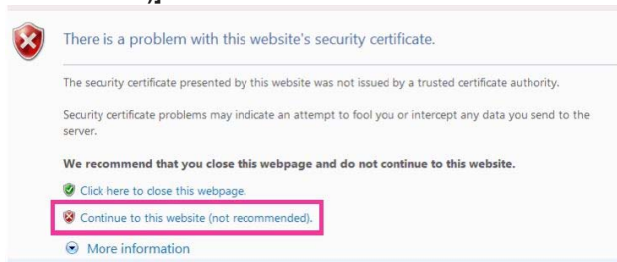 There is a problem with this website's security certificate.
The security certificate presented by this website was not issued by a trusted certificate authority.
Security certificate problems may indicate an attempt to fool you or intercept any data you send to the
server.
We recommend that you close this webpage and do not continue to this website.
Click here to close this webpage.
Continue to this website (not recommended).
More information